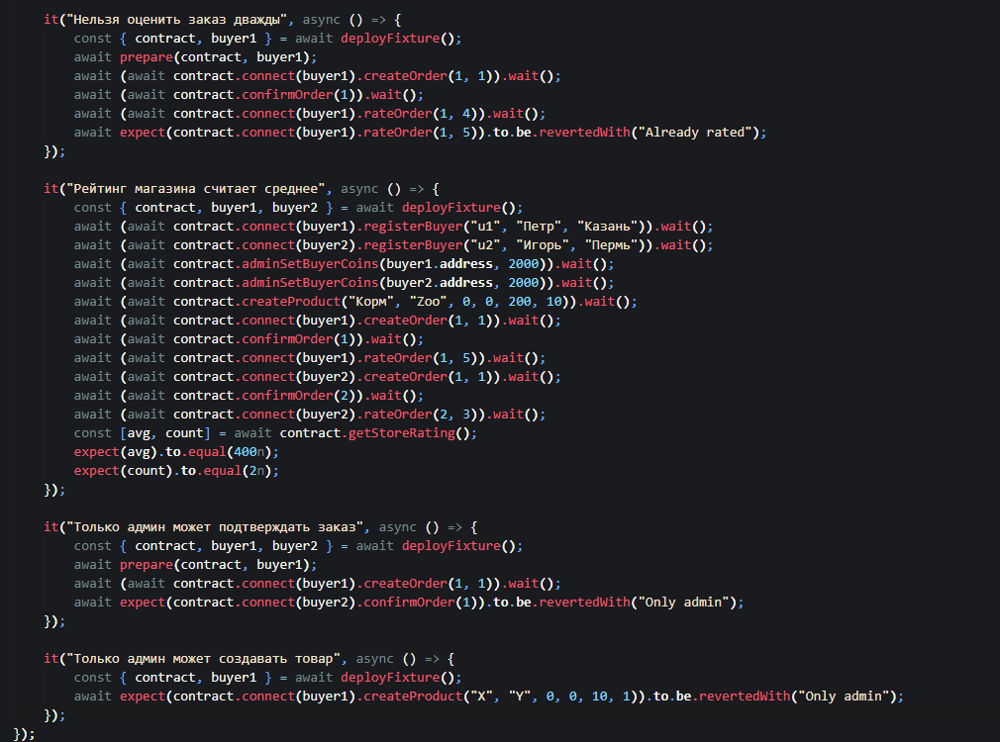 it("Нельзя оценить заказ дважды", async () => {
const { contract, buyer1 } = await deployFixture();
await prepare(contract, buyer1);
await (await contract.connect(buyer1).createOrder(1, 1)).wait();
await (await contract.confirmOrder(1)).wait();
await (await contract.connect(buyer1).rateOrder(1, 4)).wait();
await expect(contract.connect(buyer1).rateOrder(1, 5)).to.be.revertedWith("Already rated");
});
it("Рейтинг магазина считает среднее", async () => {
const { contract, buyer1, buyer2 } = await deployFixture();
await (await contract.connect(buyer1).registerBuyer("u1", "Петр", "Казань")).wait();
await (await contract.connect(buyer2).registerBuyer("u2", "Игорь", "Пермь")).wait();
await (await contract.adminSetBuyerCoins(buyer1.address, 2000)).wait();
await (await contract.adminSetBuyerCoins(buyer2.address, 2000)).wait();
await (await contract.createProduct("Корм", "Zoo", 0, 0, 200, 10)).wait();
await (await contract.connect(buyer1).createOrder(1, 1)).wait();
await (await contract.confirmOrder(1)).wait();
await (await contract.connect(buyer1).rateOrder(1, 5)).wait();
await (await contract.connect(buyer2).createOrder(1, 1)).wait();
await (await contract.confirmOrder(2)).wait();
await (await contract.connect(buyer2).rateOrder(2, 3)).wait();
const [avg, count] = await contract.getStoreRating();
expect(avg).to.equal(400n);
expect(count).to.equal(2n);
});
it("Только админ может подтверждать заказ", async () => {
const { contract, buyer1, buyer2 } = await deployFixture();
await prepare(contract, buyer1);
await (await contract.connect(buyer1).createOrder(1, 1)).wait();
await expect(contract.connect(buyer2).confirmOrder(1)).to.be.revertedWith("Only admin");
});
it("Только админ может создавать товар", async () => {
const { contract, buyer1 } = await deployFixture();
await expect(contract.connect(buyer1).createProduct("X", "Y", 0, 0, 10, 1)).to.be.revertedWith("Only admin");
});
});